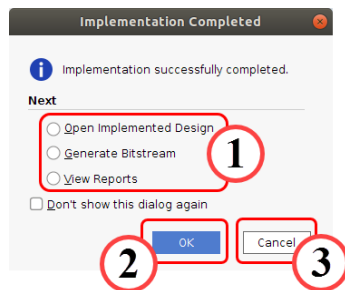 Implementation Completed
Implementation successfully completed.
Next
Open Implemented Design
Generate Bitstream
1
View Reports
Don't show this dialog again
OK
Cancel
2
3